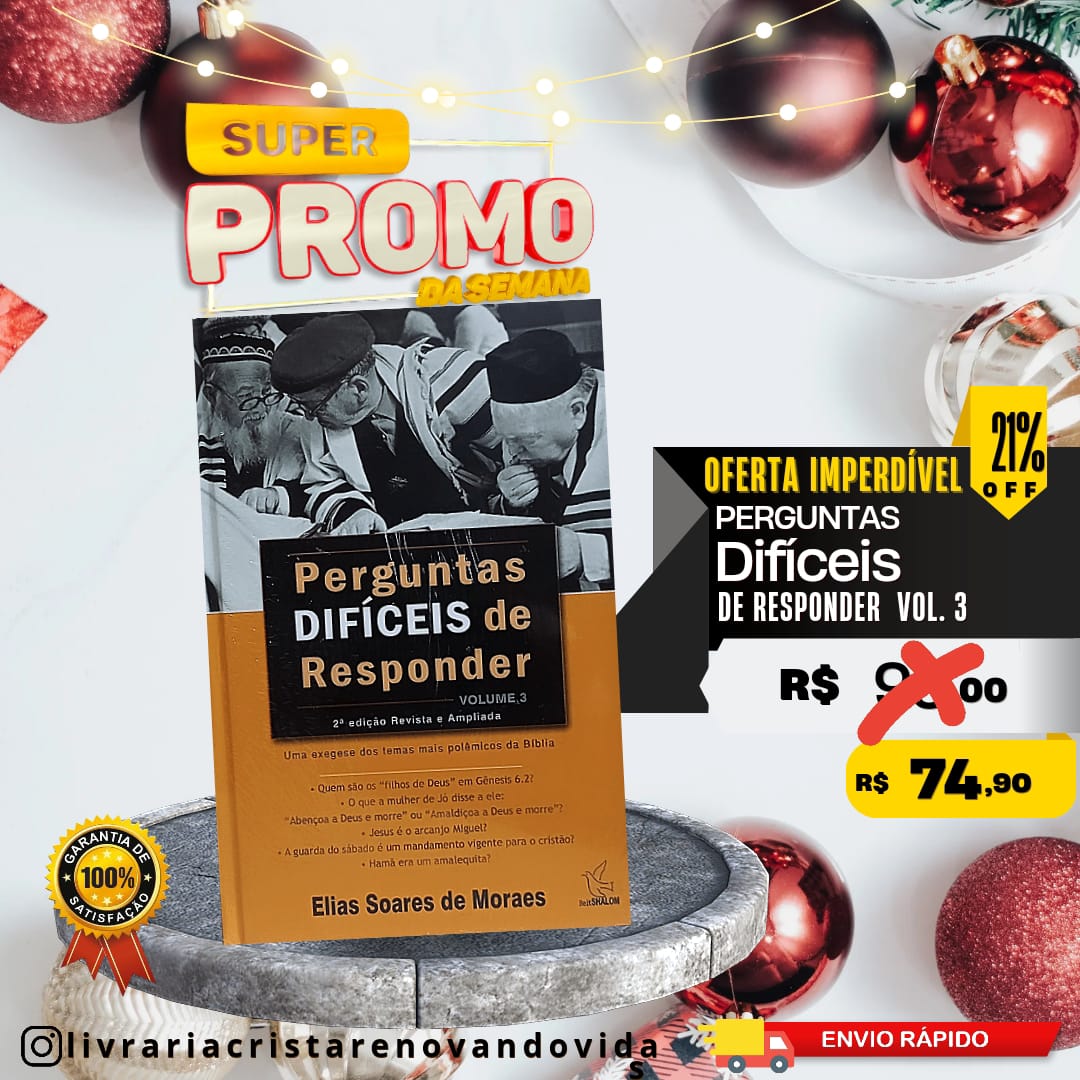 SUPER
PROMO
DA SEMANA
Perguntas
DIFÍCEIS de
Responder
VOLUME 3
2ª edição Revista e Ampliada
Uma exegese dos temas mais polêmicos da Bíblia
• Quem são os "filhos de Deus" em Gênesis 6.2?
• O que a mulher de Jó disse a ele:
"Abençoa a Deus e morre" ou "Amaldiçoa a Deus e morre"?
• Jesus é o arcanjo Miguel?
• A guarda do sábado é um mandamento vigente para o cristão?
• Hamã era um amalequita?
Elias Soares de Moraes
BeitSHALOM
21%
OFF
OFERTA IMPERDÍVEL
PERGUNTAS
Difíceis
DE RESPONDER VOL. 3
R$ 00
R$ 74,90
GARANTIA DE
100%
SATISFAÇÃO
livrariacristarenovandovida
s
ENVIO RÁPIDO